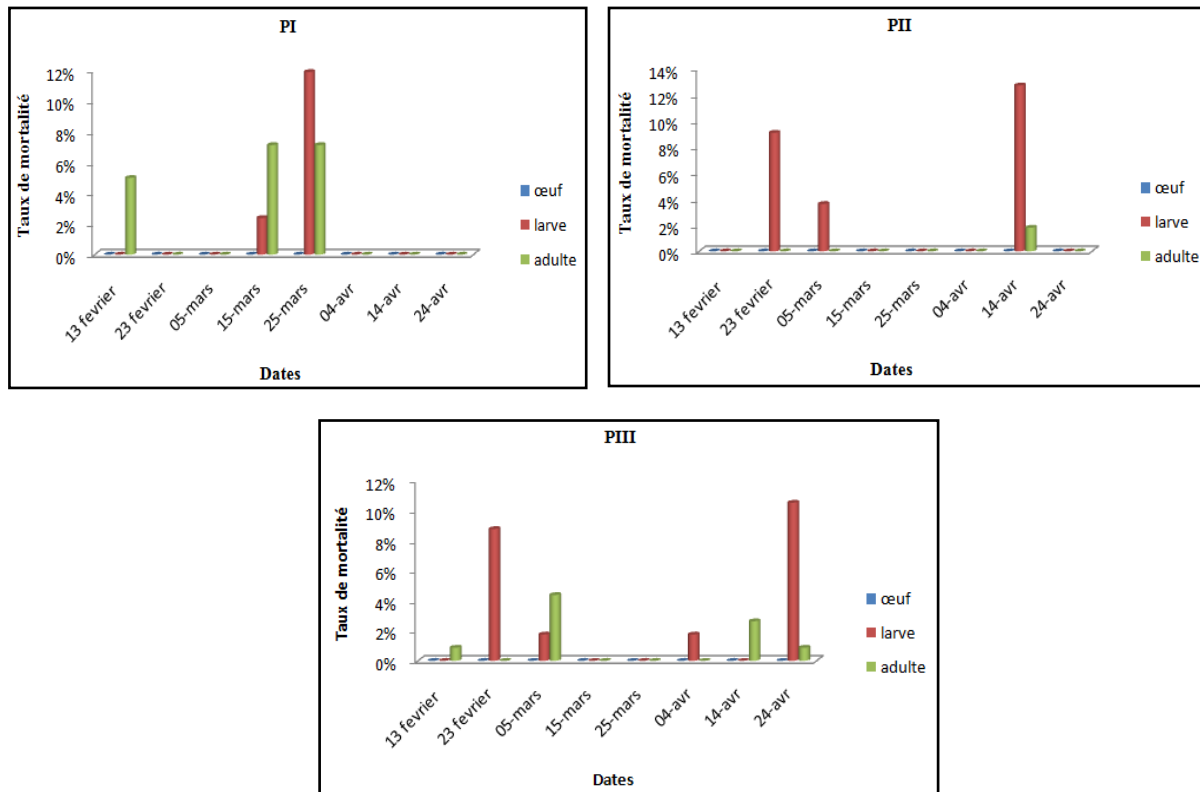 PI
Taux de mortalité
12%
10%
8%
6%
4%
2%
0%
13 fevrier
23 fevrier
05-mars
15-mars
25-mars
04-avr
14-avr
24-avr
Dates
œuf
larve
adulte
PII
Taux de mortalité
14%
12%
10%
8%
6%
4%
2%
0%
13 fevrier
23 fevrier
05-mars
15-mars
25-mars
04-avr
14-avr
24-avr
Dates
œuf
larve
adulte
PIII
Taux de mortalité
12%
10%
8%
6%
4%
2%
0%
13 fevrier
23 fevrier
05-mars
15-mars
25-mars
04-avr
14-avr
24-avr
Dates
œuf
larve
adulte